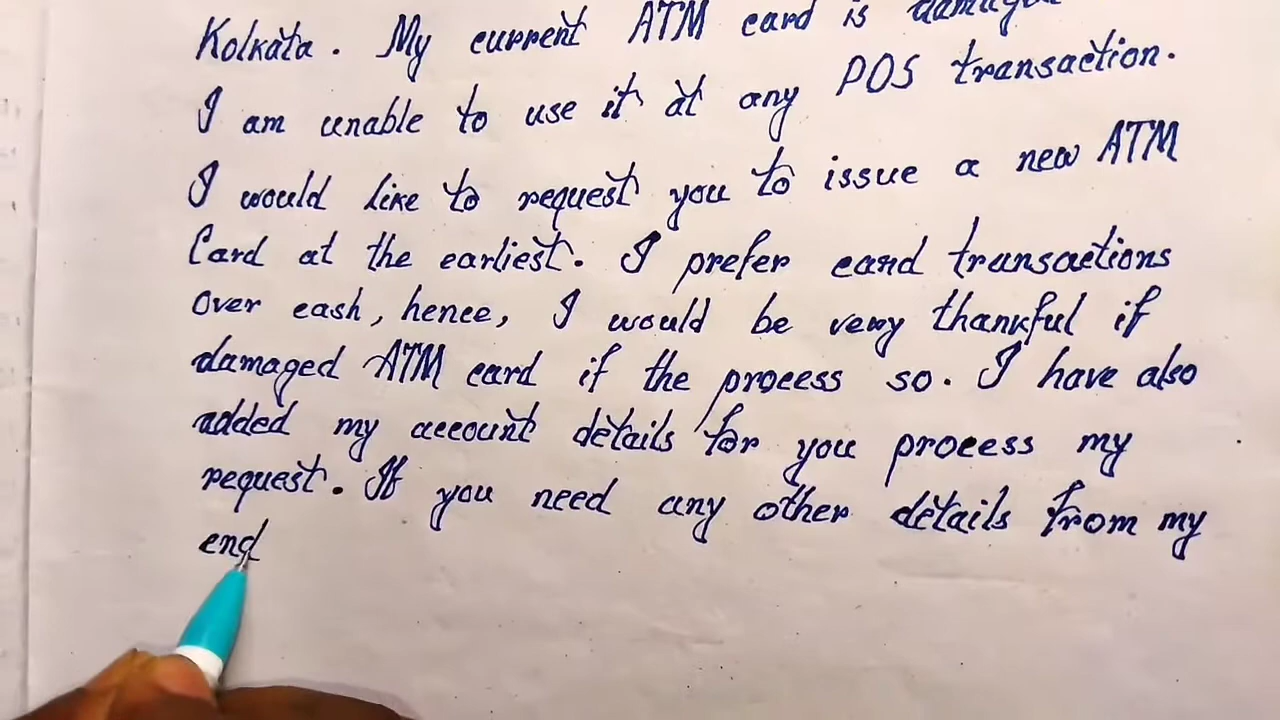 Kolkata. My current ATM card is damaged
I am unable to use it at any POS transaction.
I would like to request you to issue a new ATM
Card at the earliest. I prefer card transactions
over cash, hence, I would be very thankful if
damaged ATM card if the process so. I have also
added my account details for you process my
request. If you need any other details from my
end